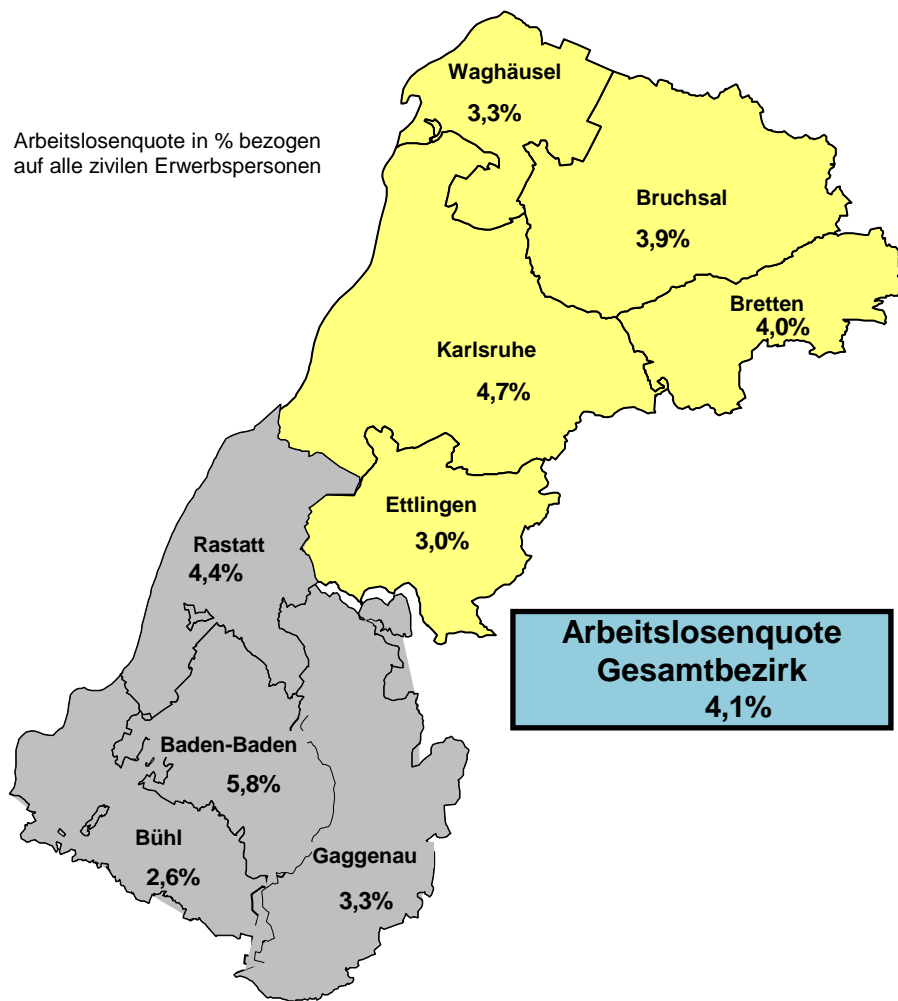 Waghäusel
3,3%
Arbeitslosenquote in % bezogen
auf alle zivilen Erwerbspersonen
Bruchsal
3,9%
Bretten
4,0%
Karlsruhe
4,7%
Ettlingen
3,0%
Rastatt
4,4%
Arbeitslosenquote
Gesamtbezirk
4,1%
Baden-Baden
5,8%
Bühl
2,6%
Gaggenau
3,3%